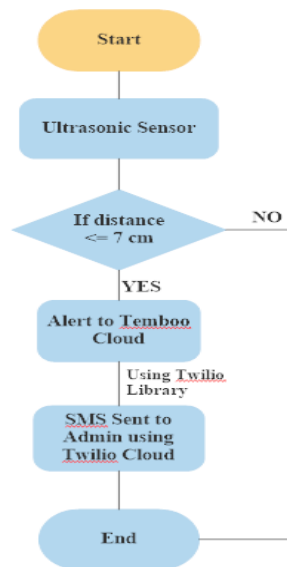 Start
Ultrasonic Sensor
If distance
<= 7 cm
NO
YES
Alert to Temboo
Cloud
Using Twilio
Library
SMS Sent to
Admin using
Twilio Cloud
End